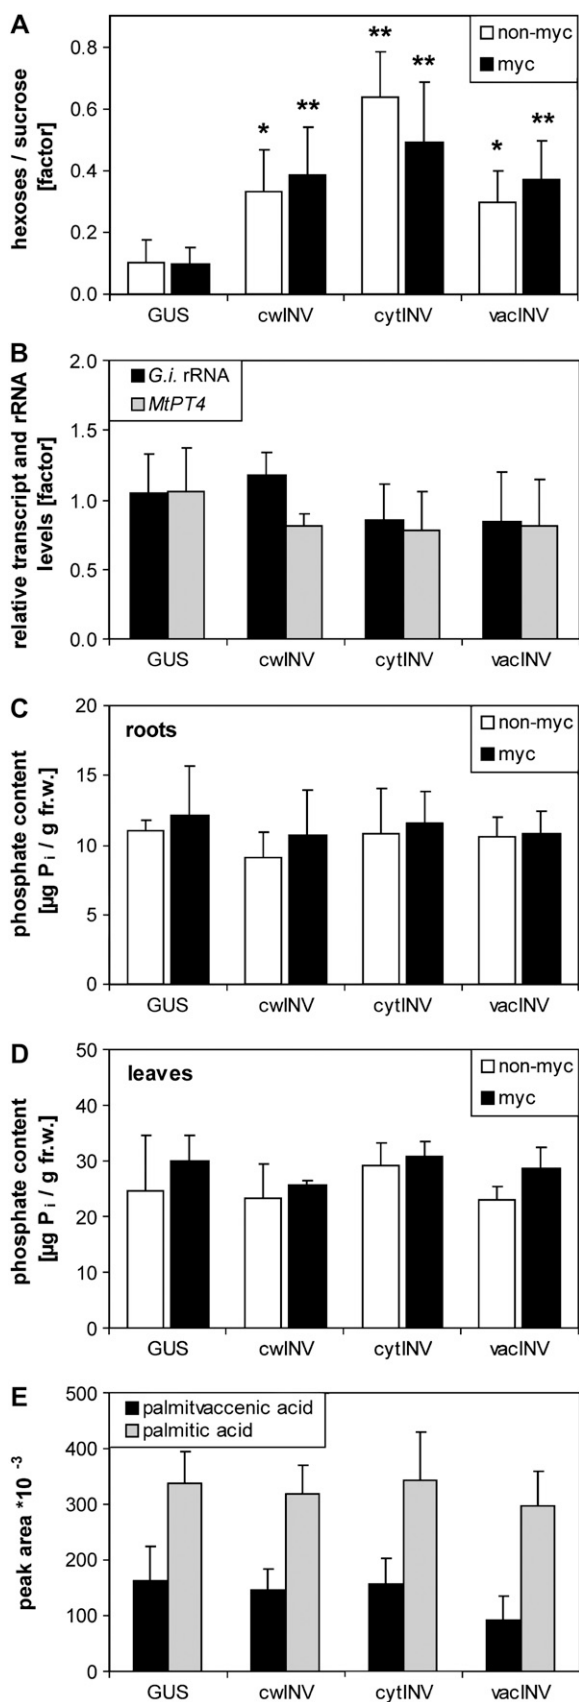 A
hexoses / sucrose
[factor]
0.8
0.6
0.4
0.2
0.0
non-myc
myc
* ** ** ** * **
GUS cwINV cytINV vacINV
B
relative transcript and rRNA
levels [factor]
2.0
1.5
1.0
0.5
0.0
G.i. rRNA
MtPT4
GUS cwINV cytINV vacINV
C
phosphate content
[µg Pi / g fr.w.]
20
15
10
5
0
roots
non-myc
myc
GUS cwINV cytINV vacINV
D
phosphate content
[µg Pi / g fr.w.]
50
40
30
20
10
0
leaves
non-myc
myc
GUS cwINV cytINV vacINV
E
peak area *10 -3
500
400
300
200
100
0
palmitvaccenic acid
palmitic acid
GUS cwINV cytINV vacINV